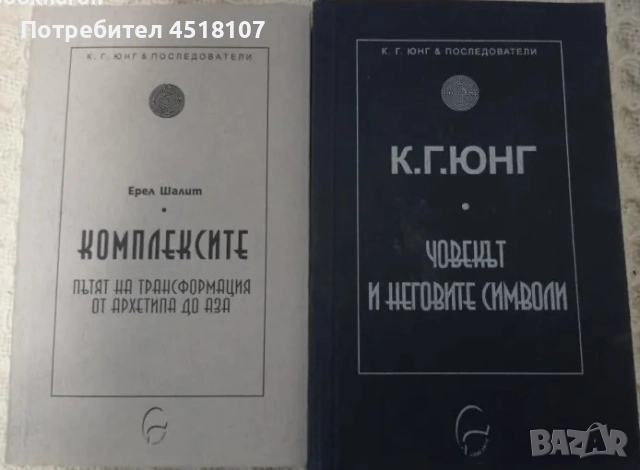 Потребител 4518107
К. Г. ЮНГ & ПОСЛЕДОВАТЕЛИ
Ерел Шалит
КОМПЛЕКСИТЕ
ПЪТЯТ НА ТРАНСФОРМАЦИЯ
ОТ АРХЕТИПА ДО АЗА
К. Г. ЮНГ & ПОСЛЕДОВАТЕЛИ
К.Г.ЮНГ
ЧОВЕКЪТ
И НЕГОВИТЕ СИМВОЛИ
BAZAR